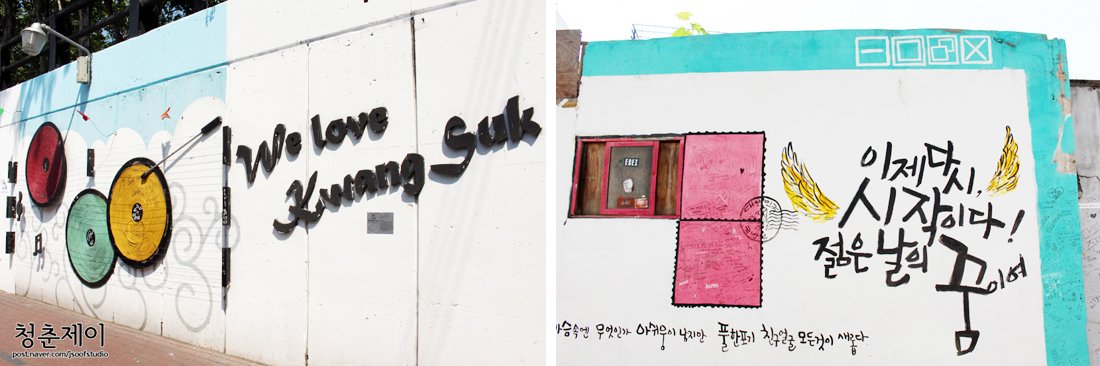 We love
Kwang Suk
청춘제이
post.naver.com/jsoofstudio
이제다시,
시작이다!
젊은 날의 꿈이여
가슴속엔 무엇인가 아쉬움이 남지만 풀한포기 친구얼굴 모든것이 새롭다